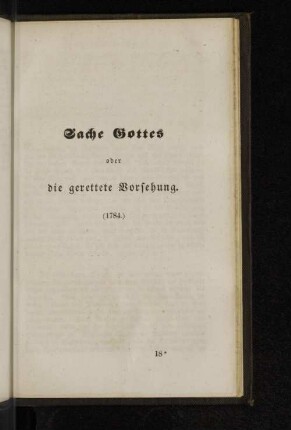 Sache Gottes
oder
die gerettete Vorsehung.
(1784.)
18*